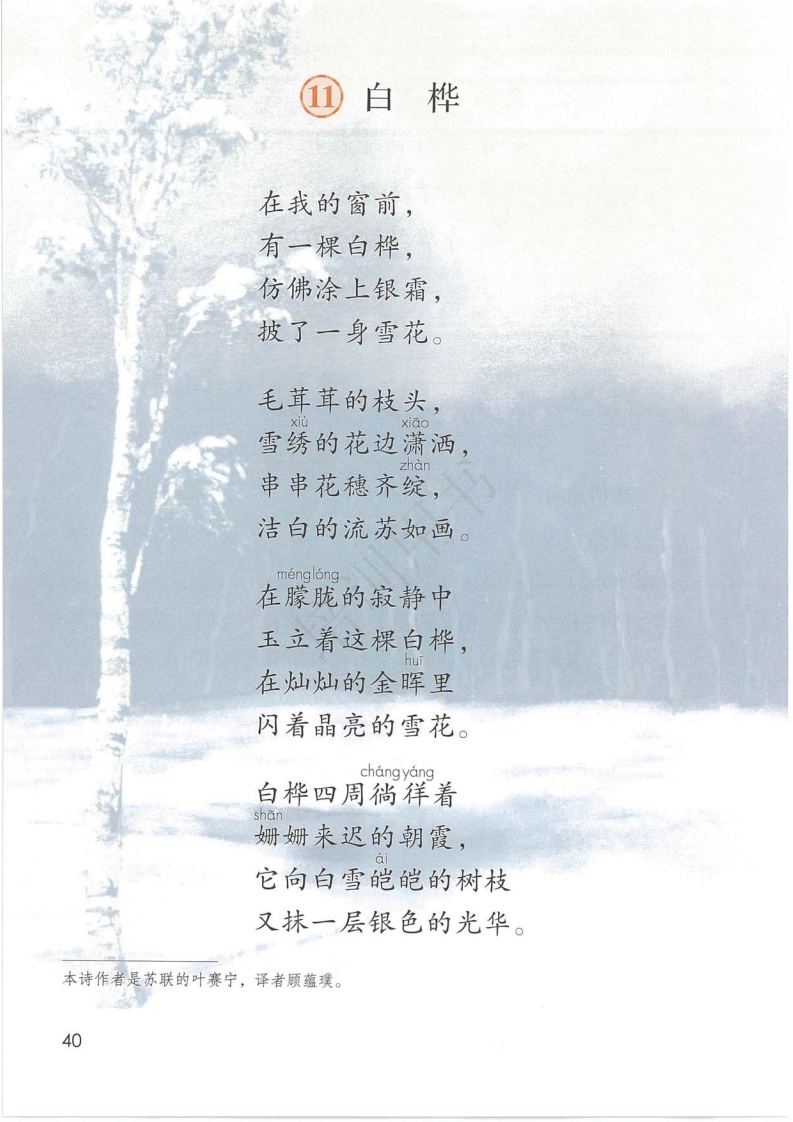 11 白桦
在我的窗前，
有一棵白桦，
仿佛涂上银霜，
披了一身雪花。
毛茸茸的枝头，
xiù xiāo
雪绣的花边潇洒，
zhàn
串串花穗齐绽，
洁白的流苏如画。
ménglóng
在朦胧的寂静中
玉立着这棵白桦，
huī
在灿灿的金晖里
闪着晶亮的雪花。
chángyáng
白桦四周徜徉着
shān
姗姗来迟的朝霞，
ái
它向白雪皑皑的树枝
又抹一层银色的光华。
本诗作者是苏联的叶赛宁，译者顾蕴璞。
40